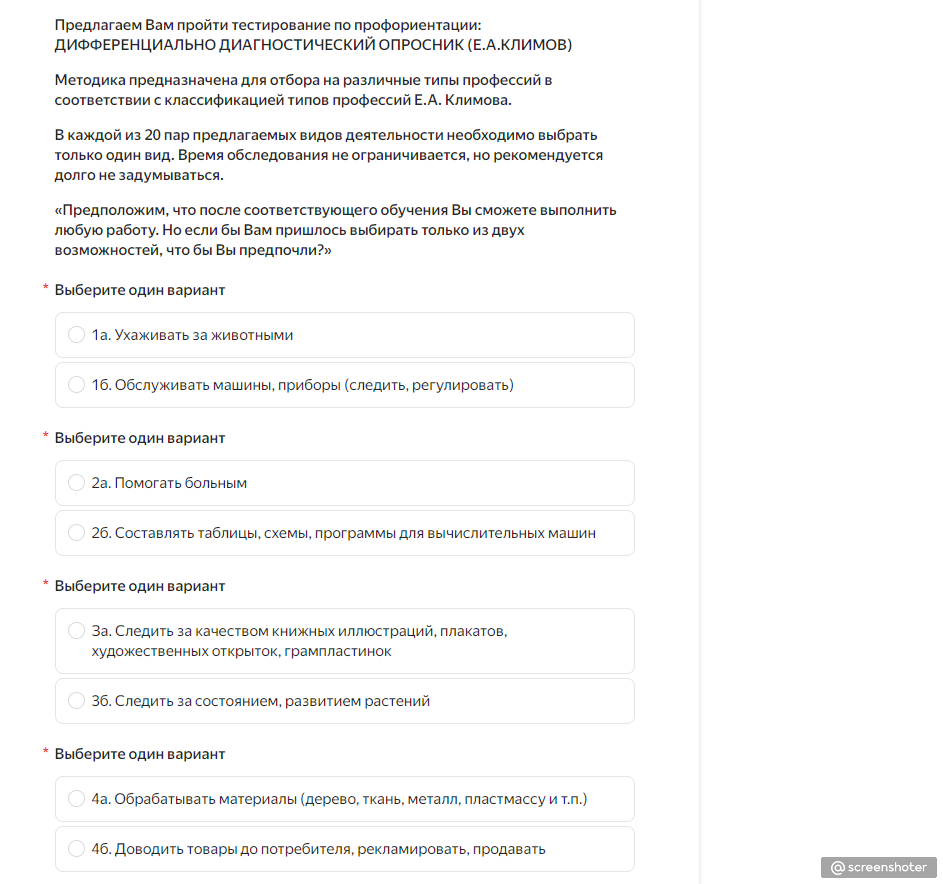 Предлагаем Вам пройти тестирование по профориентации:
ДИФФЕРЕНЦИАЛЬНО ДИАГНОСТИЧЕСКИЙ ОПРОСНИК (Е.А.КЛИМОВ)
Методика предназначена для отбора на различные типы профессий в
соответствии с классификацией типов профессий Е.А. Климова.
В каждой из 20 пар предлагаемых видов деятельности необходимо выбрать
только один вид. Время обследования не ограничивается, но рекомендуется
долго не задумываться.
«Предположим, что после соответствующего обучения Вы сможете выполнить
любую работу. Но если бы Вам пришлось выбирать только из двух
возможностей, что бы Вы предпочли?»
* Выберите один вариант
1а. Ухаживать за животными
1б. Обслуживать машины, приборы (следить, регулировать)
* Выберите один вариант
2а. Помогать больным
2б. Составлять таблицы, схемы, программы для вычислительных машин
* Выберите один вариант
3а. Следить за качеством книжных иллюстраций, плакатов,
художественных открыток, грампластинок
3б. Следить за состоянием, развитием растений
* Выберите один вариант
4а. Обрабатывать материалы (дерево, ткань, металл, пластмассу и т.п.)
4б. Доводить товары до потребителя, рекламировать, продавать
@screenshoter